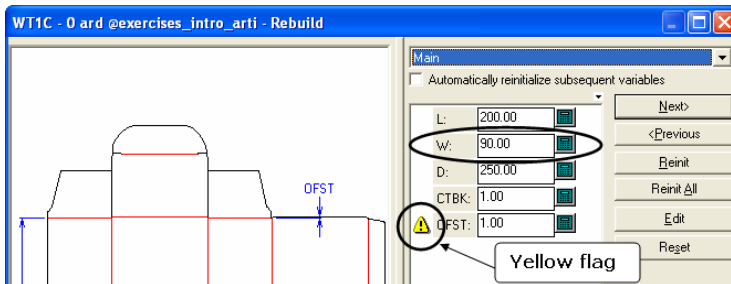 WT1C - 0 ard @exercises_intro_arti - Rebuild
Main
Automatically reinitialize subsequent variables
L: 200.00
W: 90.00
D: 250.00
CTBK: 1.00
OFST: 1.00
Next>
<Previous
Reinit
Reinit All
Edit
Reset
OFST
Yellow flag